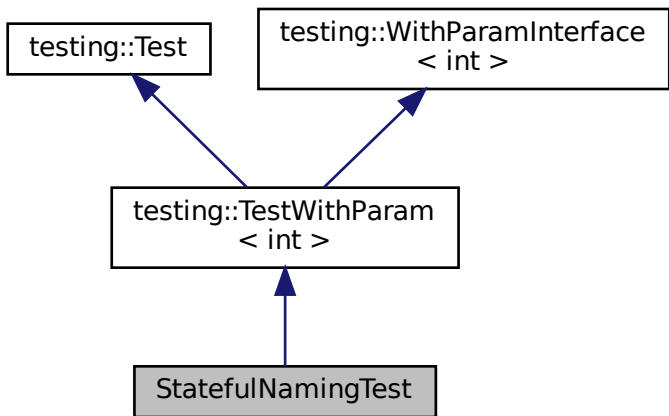 testing::Test
testing::WithParamInterface
< int >
testing::TestWithParam
< int >
StatefulNamingTest